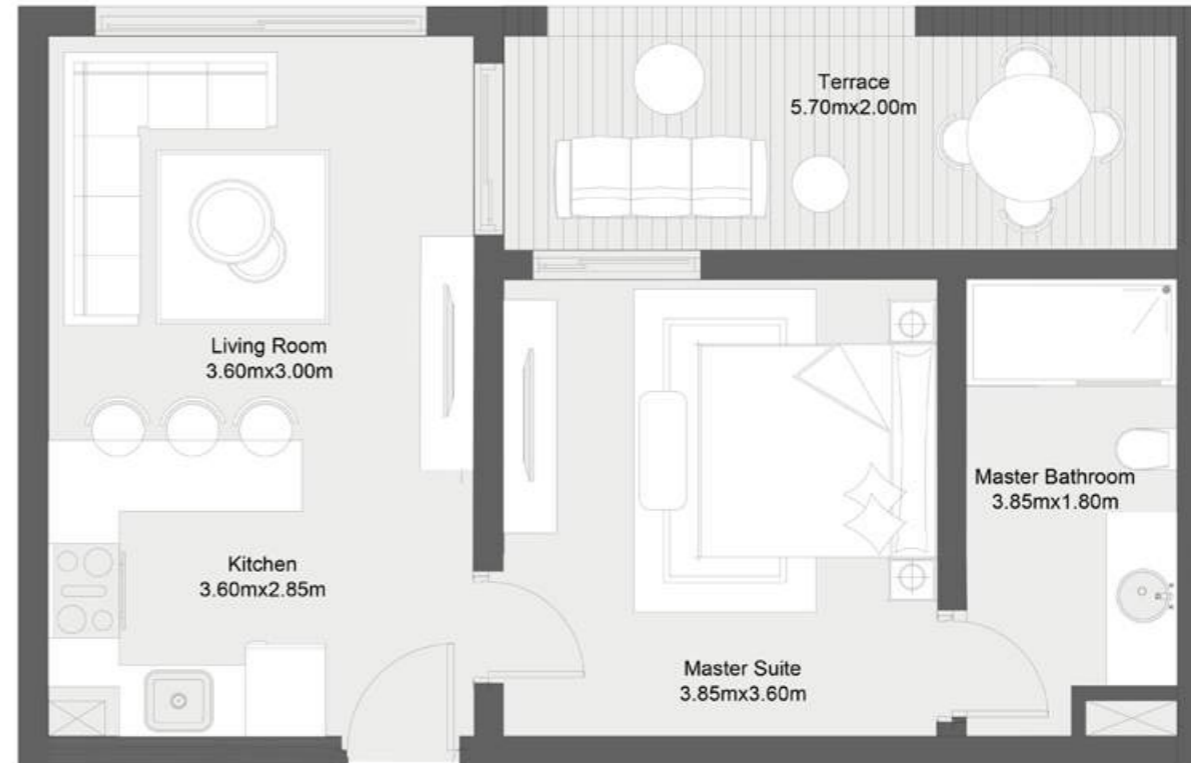 Terrace
5.70mx2.00m
Living Room
3.60mx3.00m
Master Bathroom
3.85mx1.80m
Kitchen
3.60mx2.85m
Master Suite
3.85mx3.60m